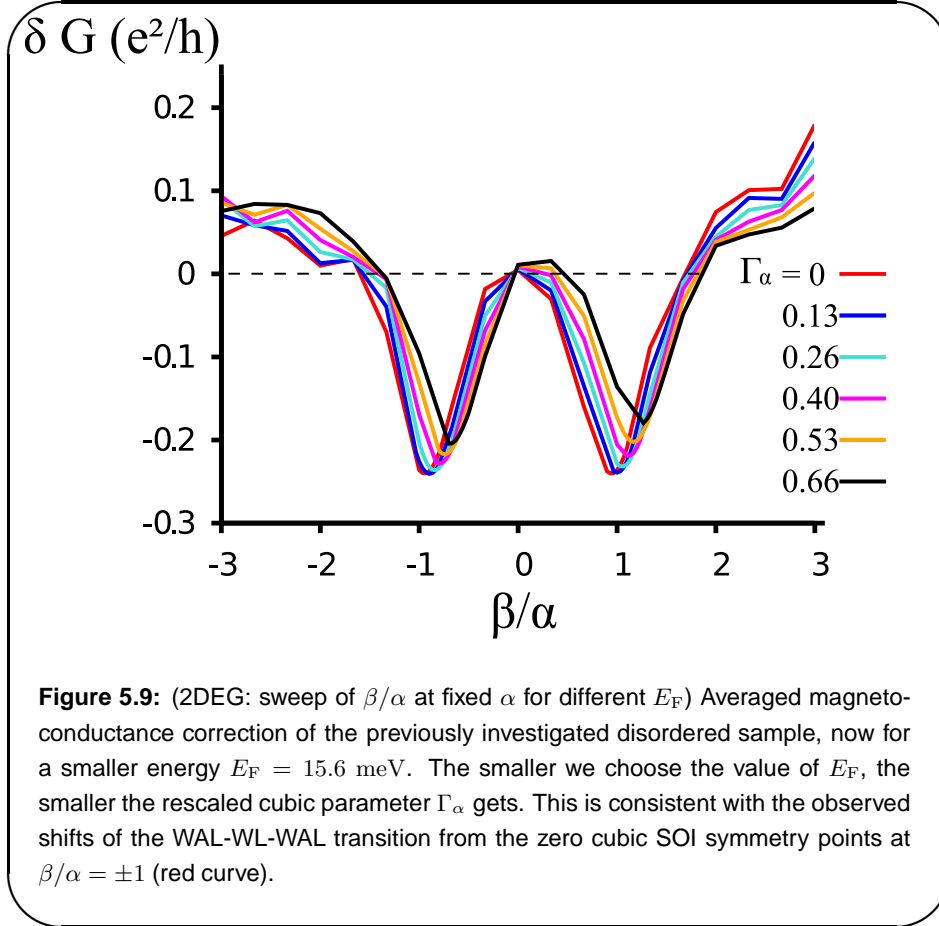 δ G (e²/h)
0.2
0.1
0
-0.1
-0.2
-0.3
-3 -2 -1 0 1 2 3
β/α
Γα = 0
0.13
0.26
0.40
0.53
0.66
Figure 5.9: (2DEG: sweep of β/α at fixed α for different E_F) Averaged magneto-
conductance correction of the previously investigated disordered sample, now for
a smaller energy E_F = 15.6 meV. The smaller we choose the value of E_F, the
smaller the rescaled cubic parameter Γα gets. This is consistent with the observed
shifts of the WAL-WL-WAL transition from the zero cubic SOI symmetry points at
β/α = ±1 (red curve).